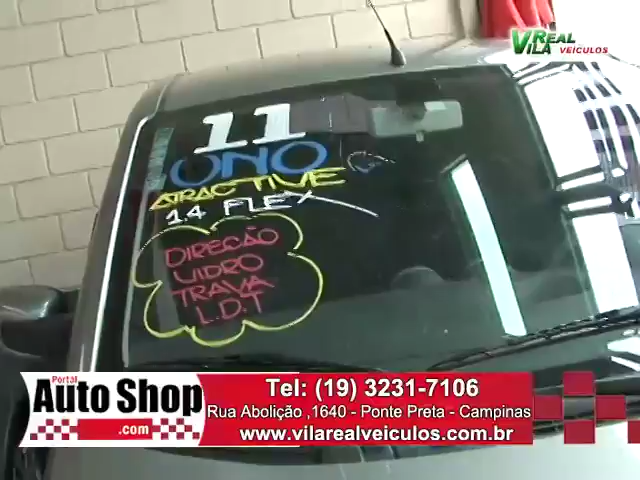 VILA REAL VEÍCULOS
11
UNO
ATRACTIVE
1.4 FLEX
DIREÇÃO
VIDRO
TRAVA
L.D.T
Portal
Auto Shop
.com
Tel: (19) 3231-7106
Rua Abolição ,1640 - Ponte Preta - Campinas
www.vilarealveiculos.com.br